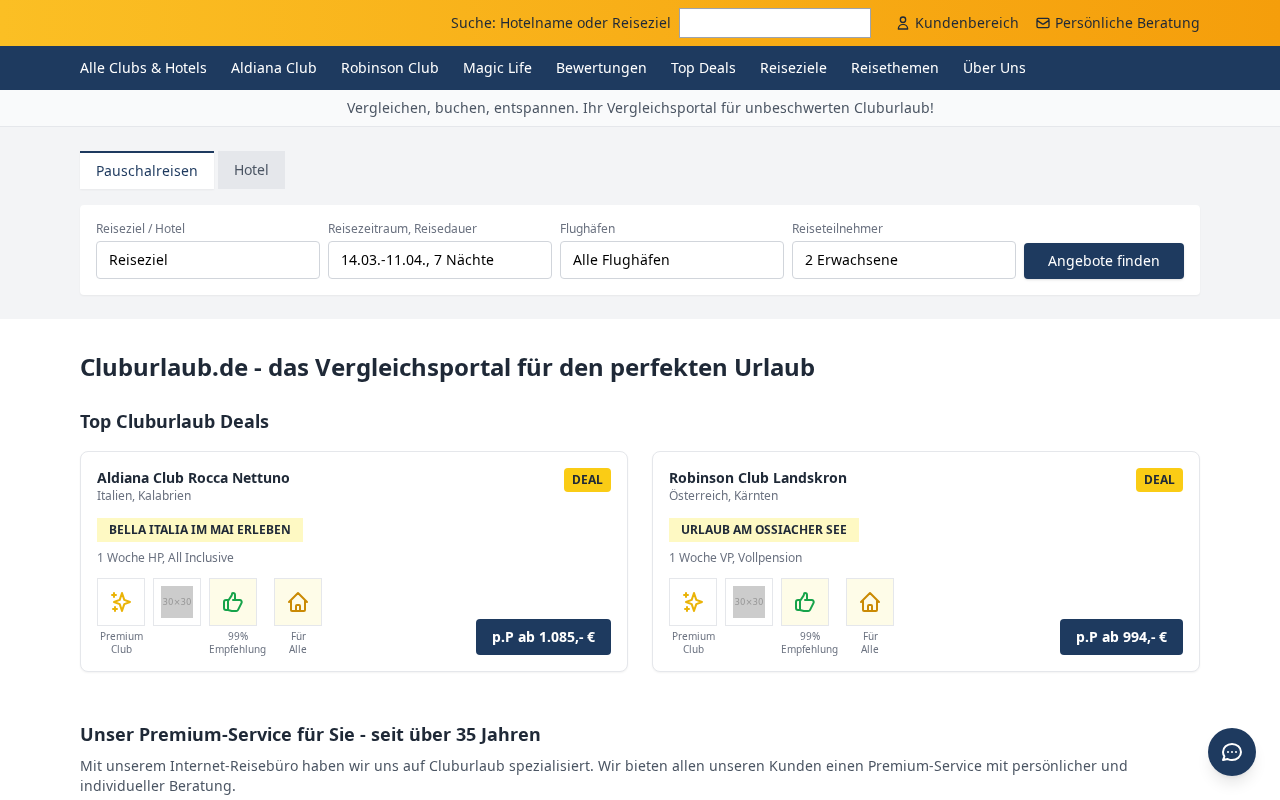 Suche: Hotelname oder Reiseziel
Kundenbereich
Persönliche Beratung
Alle Clubs & Hotels
Aldiana Club
Robinson Club
Magic Life
Bewertungen
Top Deals
Reiseziele
Reisethemen
Über Uns
Vergleichen, buchen, entspannen. Ihr Vergleichsportal für unbeschwerten Cluburlaub!
Pauschalreisen
Hotel
Reiseziel / Hotel
Reiseziel
Reisezeitraum, Reisedauer
14.03.-11.04., 7 Nächte
Flughäfen
Alle Flughäfen
Reiseteilnehmer
2 Erwachsene
Angebote finden
Cluburlaub.de - das Vergleichsportal für den perfekten Urlaub
Top Cluburlaub Deals
Aldiana Club Rocca Nettuno
DEAL
Italien, Kalabrien
BELLA ITALIA IM MAI ERLEBEN
1 Woche HP, All Inclusive
30×30
Premium
Club
99%
Empfehlung
Für
Alle
p.P ab 1.085,- €
Robinson Club Landskron
DEAL
Österreich, Kärnten
URLAUB AM OSSIACHER SEE
1 Woche VP, Vollpension
30×30
Premium
Club
99%
Empfehlung
Für
Alle
p.P ab 994,- €
Unser Premium-Service für Sie - seit über 35 Jahren
Mit unserem Internet-Reisebüro haben wir uns auf Cluburlaub spezialisiert. Wir bieten allen unseren Kunden einen Premium-Service mit persönlicher und
individueller Beratung.